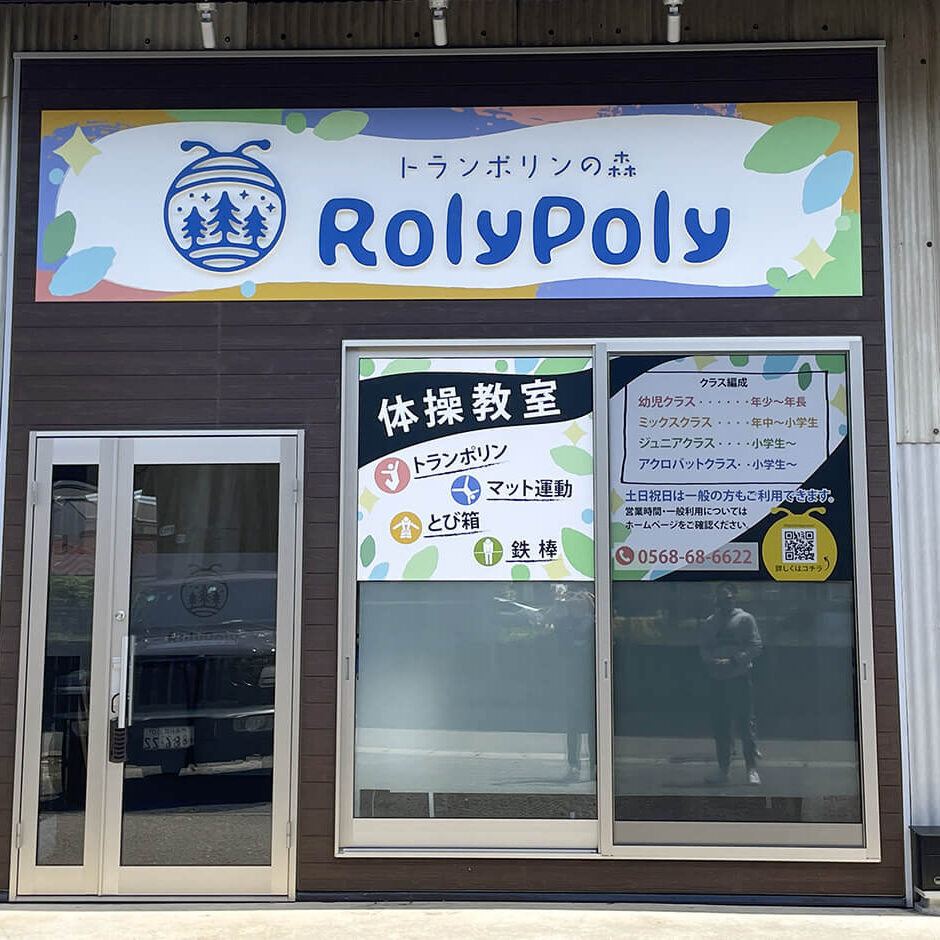 トランポリンの森
RolyPoly
体操教室
トランポリン
マット運動
とび箱
鉄棒
クラス編成
幼児クラス・・・・・・年少〜年長
ミックスクラス・・・・年中〜小学生
ジュニアクラス・・・・小学生〜
アクロバットクラス・・小学生〜
土日祝日は一般の方もご利用できます。
営業時間・一般利用については
ホームページをご確認ください
0568-68-6622
詳しくはコチラ